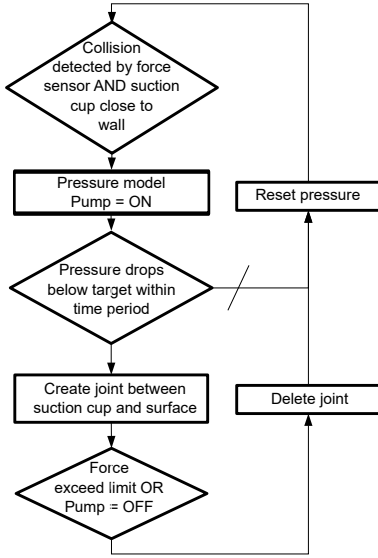 Collision
detected by force
sensor AND suction
cup close to
wall
Pressure model
Pump = ON
Reset pressure
Pressure drops
below target within
time period
Create joint between
suction cup and surface
Delete joint
Force
exceed limit OR
Pump = OFF